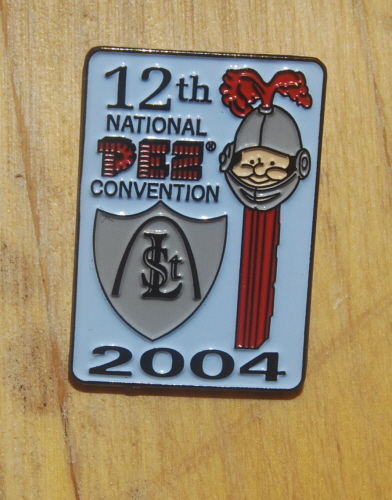 12th
NATIONAL
PEZ®
CONVENTION
StL
2004